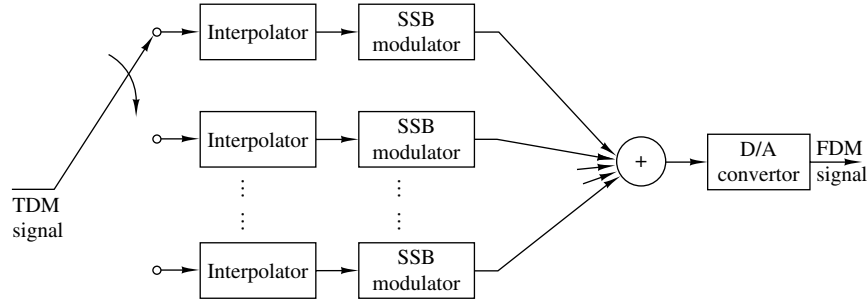 Interpolator
SSB
modulator
Interpolator
SSB
modulator
+
D/A
convertor
FDM
signal
TDM
signal
Interpolator
SSB
modulator